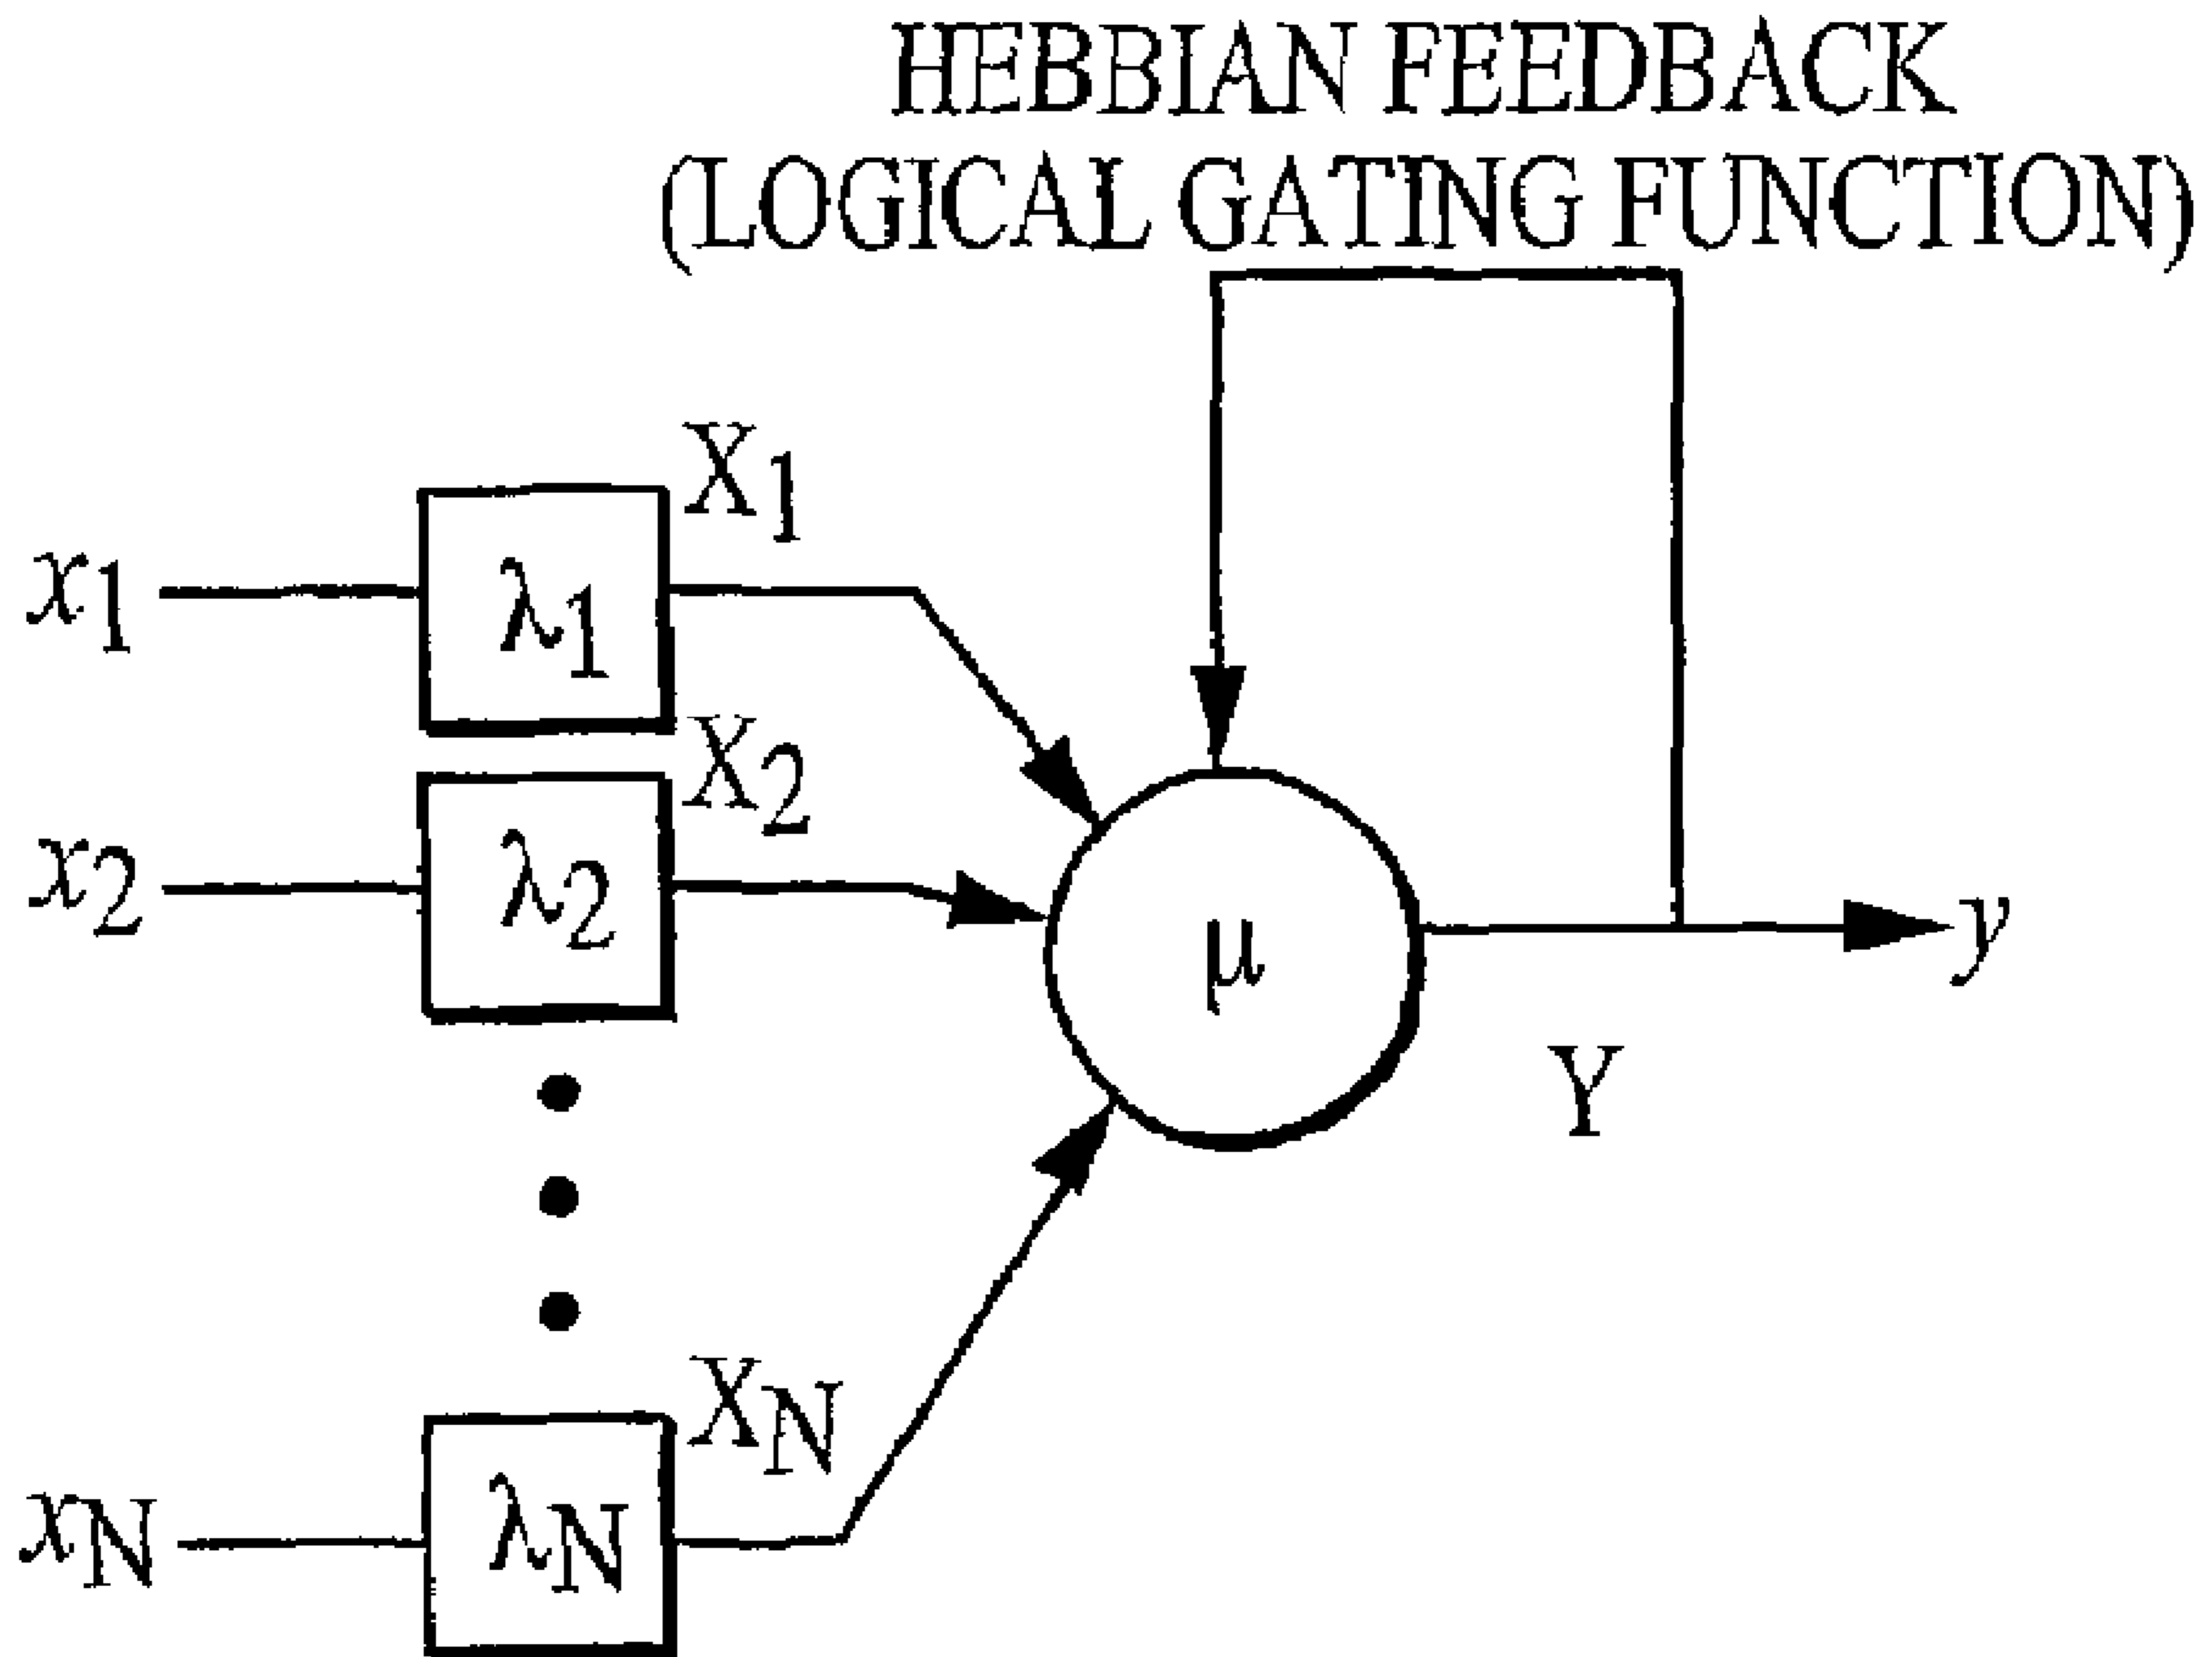 HEBBIAN FEEDBACK
(LOGICAL GATING FUNCTION)
X1
x1
λ1
X2
x2
λ2
μ
y
Y
XN
xN
λN